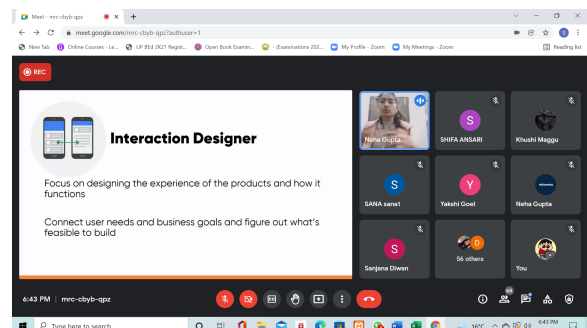 Meet - mrc-cbyb-qpz
meet.google.com/mrc-cbyb-qpz?authuser=1
New Tab Online Courses - Le... UP BEd 2K21 Regist... Open Book Examin... - (Examinations 202... My Profile - Zoom My Meetings - Zoom Reading list
REC
Interaction Designer
Focus on designing the experience of the products and how it
functions
Connect user needs and business goals and figure out what's
feasible to build
Neha Gupta
S
SHIFA ANSARI
Khushi Maggu
S
SANA sana1
Y
Yakshi Goel
Neha Gupta
S
Sanjana Diwan
D
56 others
You
6:43 PM | mrc-cbyb-qpz
65
Type here to search
16°C
6:43 PM